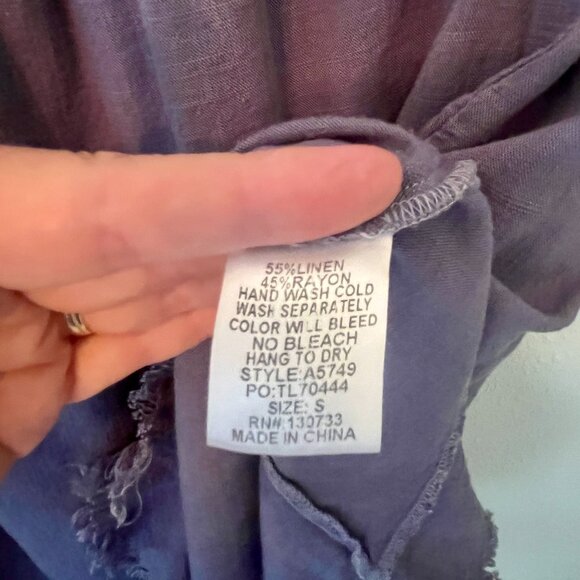 55%LINEN
45%RAYON
HAND WASH COLD
WASH SEPARATELY
COLOR WILL BLEED
NO BLEACH
HANG TO DRY
STYLE:A5749
PO:TL70444
SIZE: S
RN#:130733
MADE IN CHINA